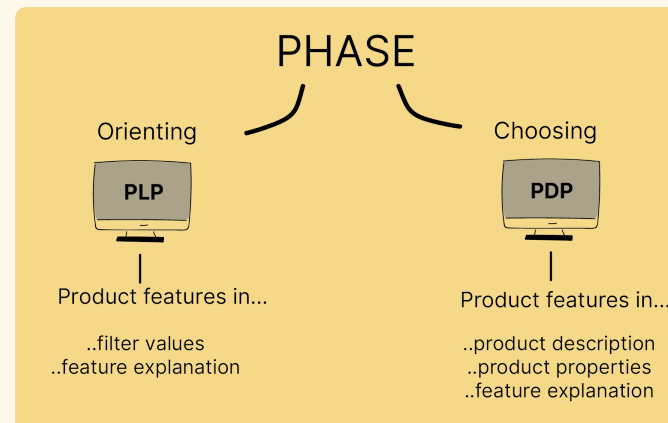 PHASE
Orienting
PLP
Product features in...
..filter values
..feature explanation
Choosing
PDP
Product features in...
..product description
..product properties
..feature explanation